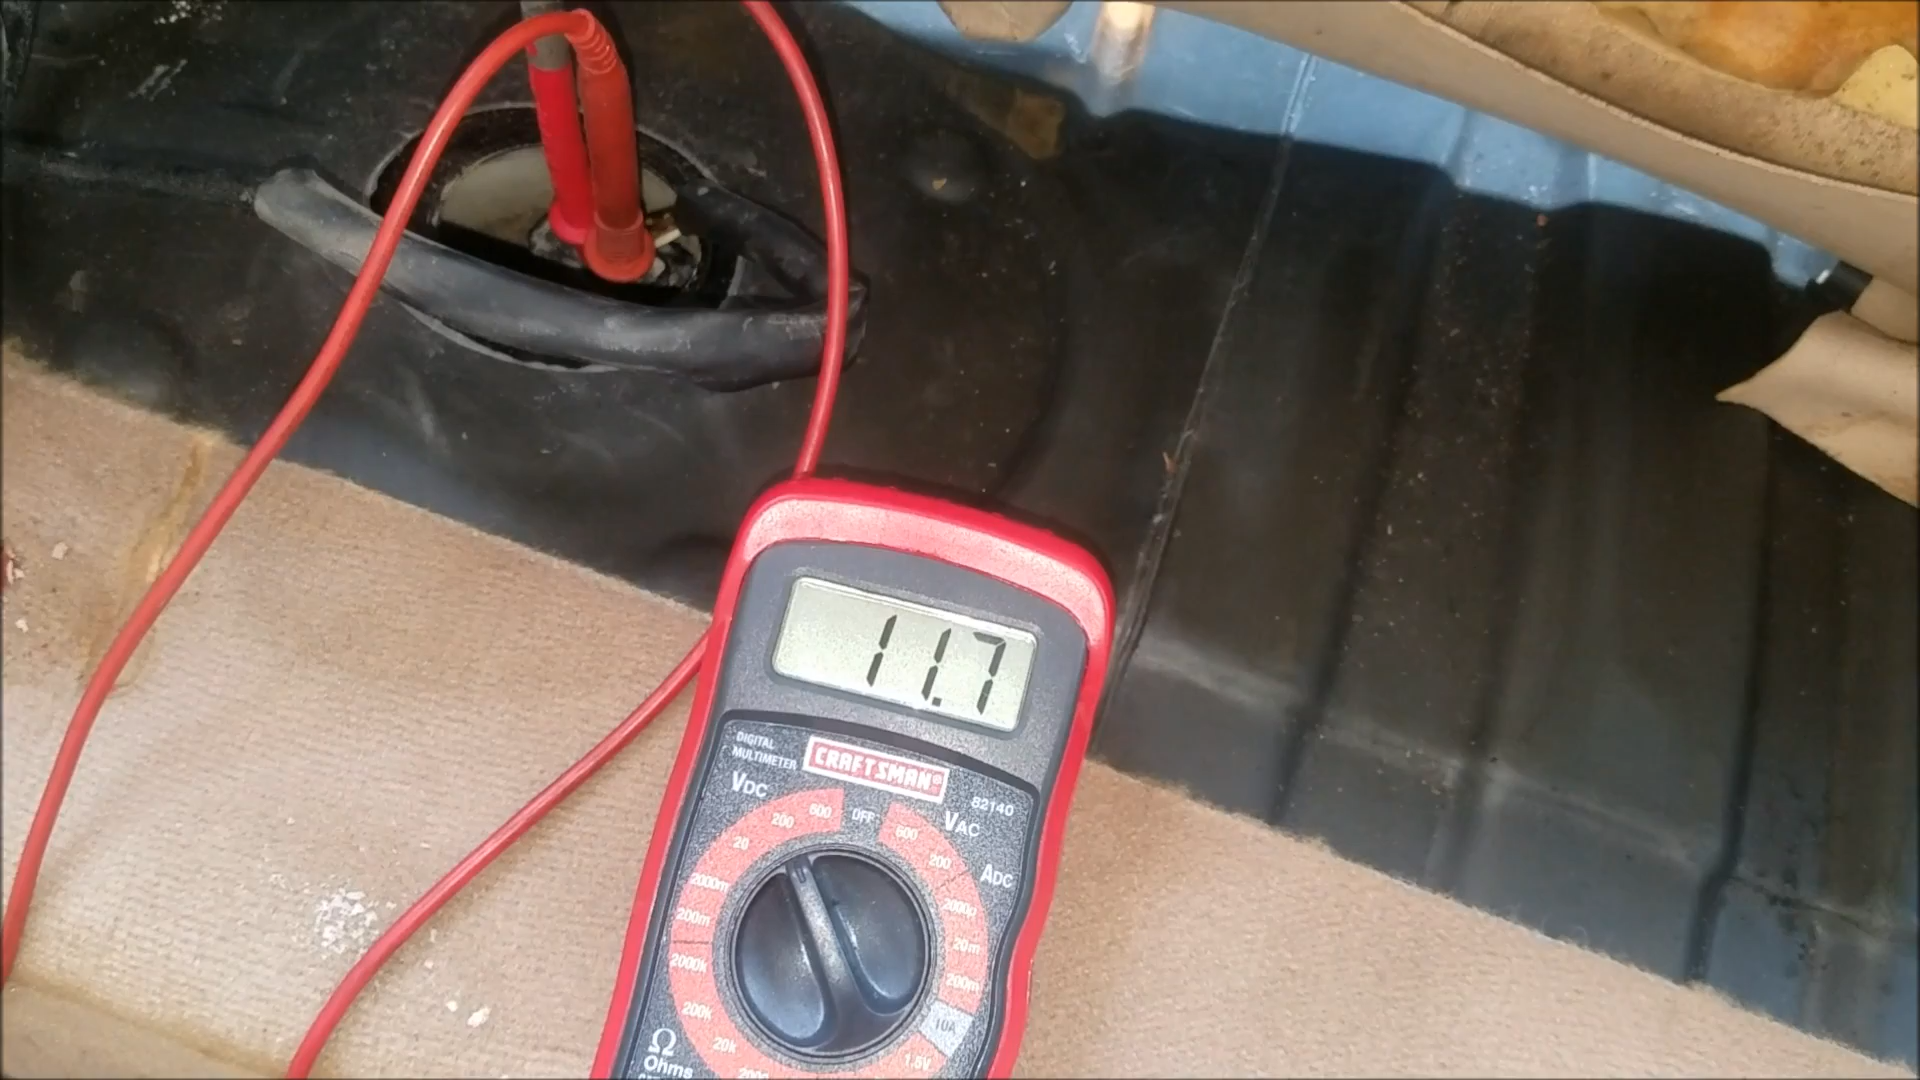 11.7
DIGITAL
MULTIMETER
CRAFTSMAN®
82140
VDC
600
OFF
600
VAC
200
200
20
ADC
2000m
2000µ
200m
20m
2000k
200m
200k
10A
20k
1.5V
Ω
Ohms